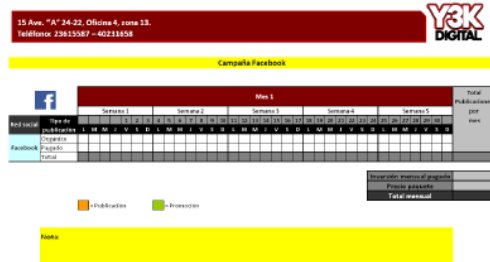 15 Ave. "A" 24-22, Oficina 4, zona 13.
Teléfonos: 23615587 – 40231658
Y3K
DIGITAL
Campaña Facebook
f
Mes 1
Total Publicaciones por mes
Semana 1 Semana 2 Semana 3 Semana 4 Semana 5
Red social Tipo de publicación
1 2 3 4 5 6 7 8 9 10 11 12 13 14 15 16 17 18 19 20 21 22 23 24 25 26 27 28 29 30
L M M J V S D L M M J V S D L M M J V S D L M M J V S D L M M J V S D
Facebook
Orgánico
Pagado
Total
Inversión mensual pagado
Precio paquete
Total mensual
= Publicación
= Promoción
Nota: